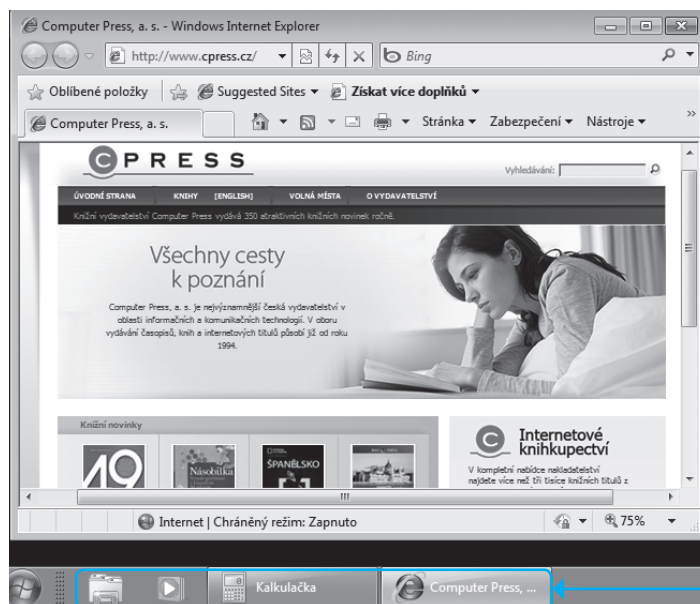 Computer Press, a. s. - Windows Internet Explorer
http://www.cpress.cz/
Bing
Oblíbené položky
Suggested Sites
Získat více doplňků
Computer Press, a. s.
Stránka
Zabezpečení
Nástroje
»
CPRESS
Vyhledávání:
ÚVODNÍ STRANA KNIHY [ENGLISH] VOLNÁ MÍSTA O VYDAVATELSTVÍ
Knižní vydavatelství Computer Press vydává 350 atraktivních knižních novinek ročně.
Všechny cesty
k poznání
Computer Press, a. s. je nejvýznamnější česká vydavatelství v
oblasti informačních a komunikačních technologií. V oboru
vydávání časopisů, knih a internetových titulů působí již od roku
1994.
Knižní novinky
49
Násobilka
ŠPANĚLSKO
C
Internetové
knihkupectví
V kompletní nabídce nakladatelství
najdete více než tři tisíce knižních titulů z
Internet | Chráněný režim: Zapnuto
75%
Kalkulačka
Computer Press, ...